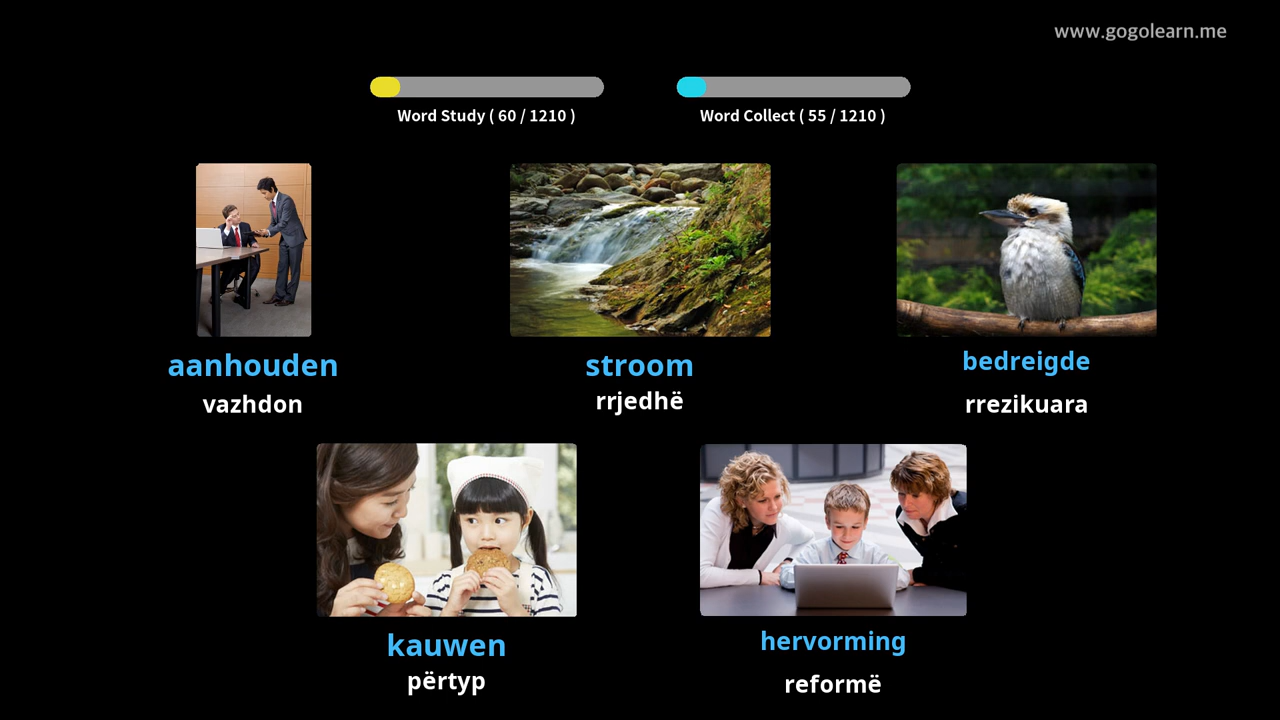 www.gogolearn.me
Word Study ( 60 / 1210 )
Word Collect ( 55 / 1210 )
aanhouden
vazhdon
stroom
rrjedhë
bedreigde
rrezikuara
kauwen
përtyp
hervorming
reformë